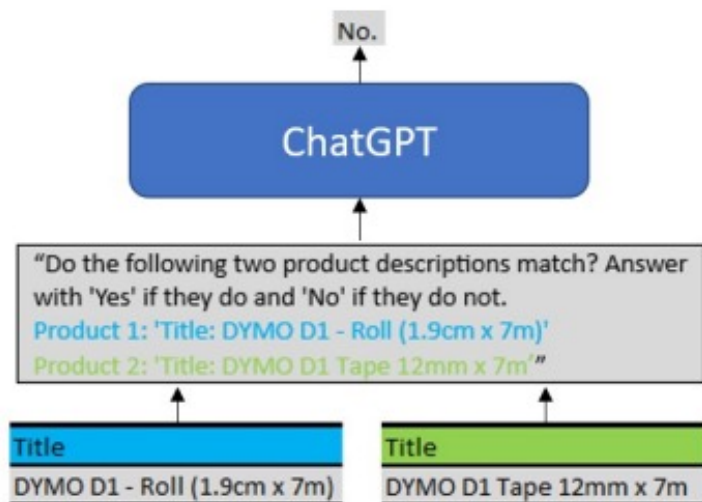 No.
ChatGPT
“Do the following two product descriptions match? Answer
with 'Yes' if they do and 'No' if they do not.
Product 1: 'Title: DYMO D1 - Roll (1.9cm x 7m)'
Product 2: 'Title: DYMO D1 Tape 12mm x 7m'”
Title
DYMO D1 - Roll (1.9cm x 7m)
Title
DYMO D1 Tape 12mm x 7m